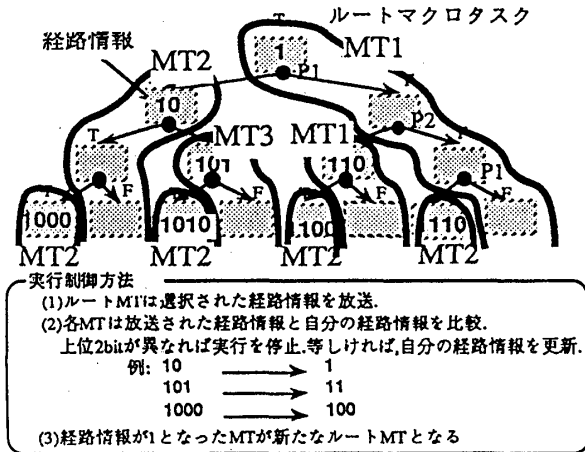 T
ルートマクロタスク
経路情報
MT2
1
MT1
P1
10
T
MT3
MT1
P2
101
110
P1
F
F
F
F
1000
1010
1100
110
MT2
MT2
MT2
MT2
実行制御方法
(1)ルートMTは選択された経路情報を放送.
(2)各MTは放送された経路情報と自分の経路情報を比較.
上位2bitが異なれば実行を停止.等しければ,自分の経路情報を更新.
例: 10 → 1
101 → 11
1000 → 100
(3)経路情報が1となったMTが新たなルートMTとなる